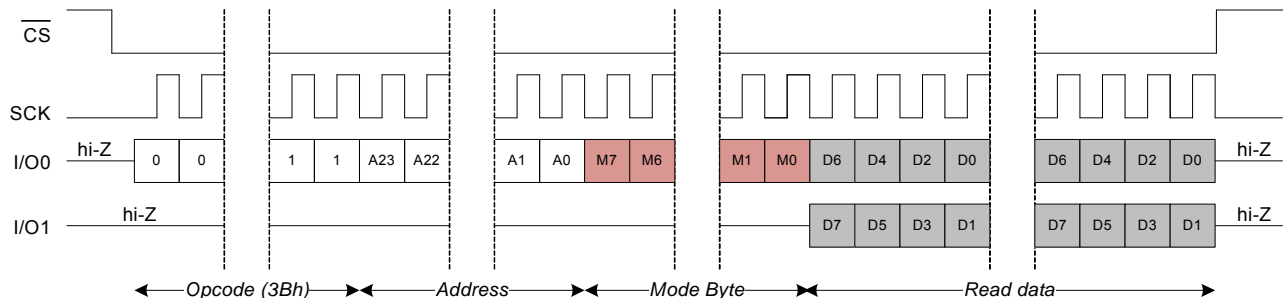 CS
SCK
I/O0 hi-Z 0 0 1 1 A23 A22 A1 A0 M7 M6 M1 M0 D6 D4 D2 D0 D6 D4 D2 D0 hi-Z
I/O1 hi-Z D7 D5 D3 D1 D7 D5 D3 D1 hi-Z
Opcode (3Bh) Address Mode Byte Read data